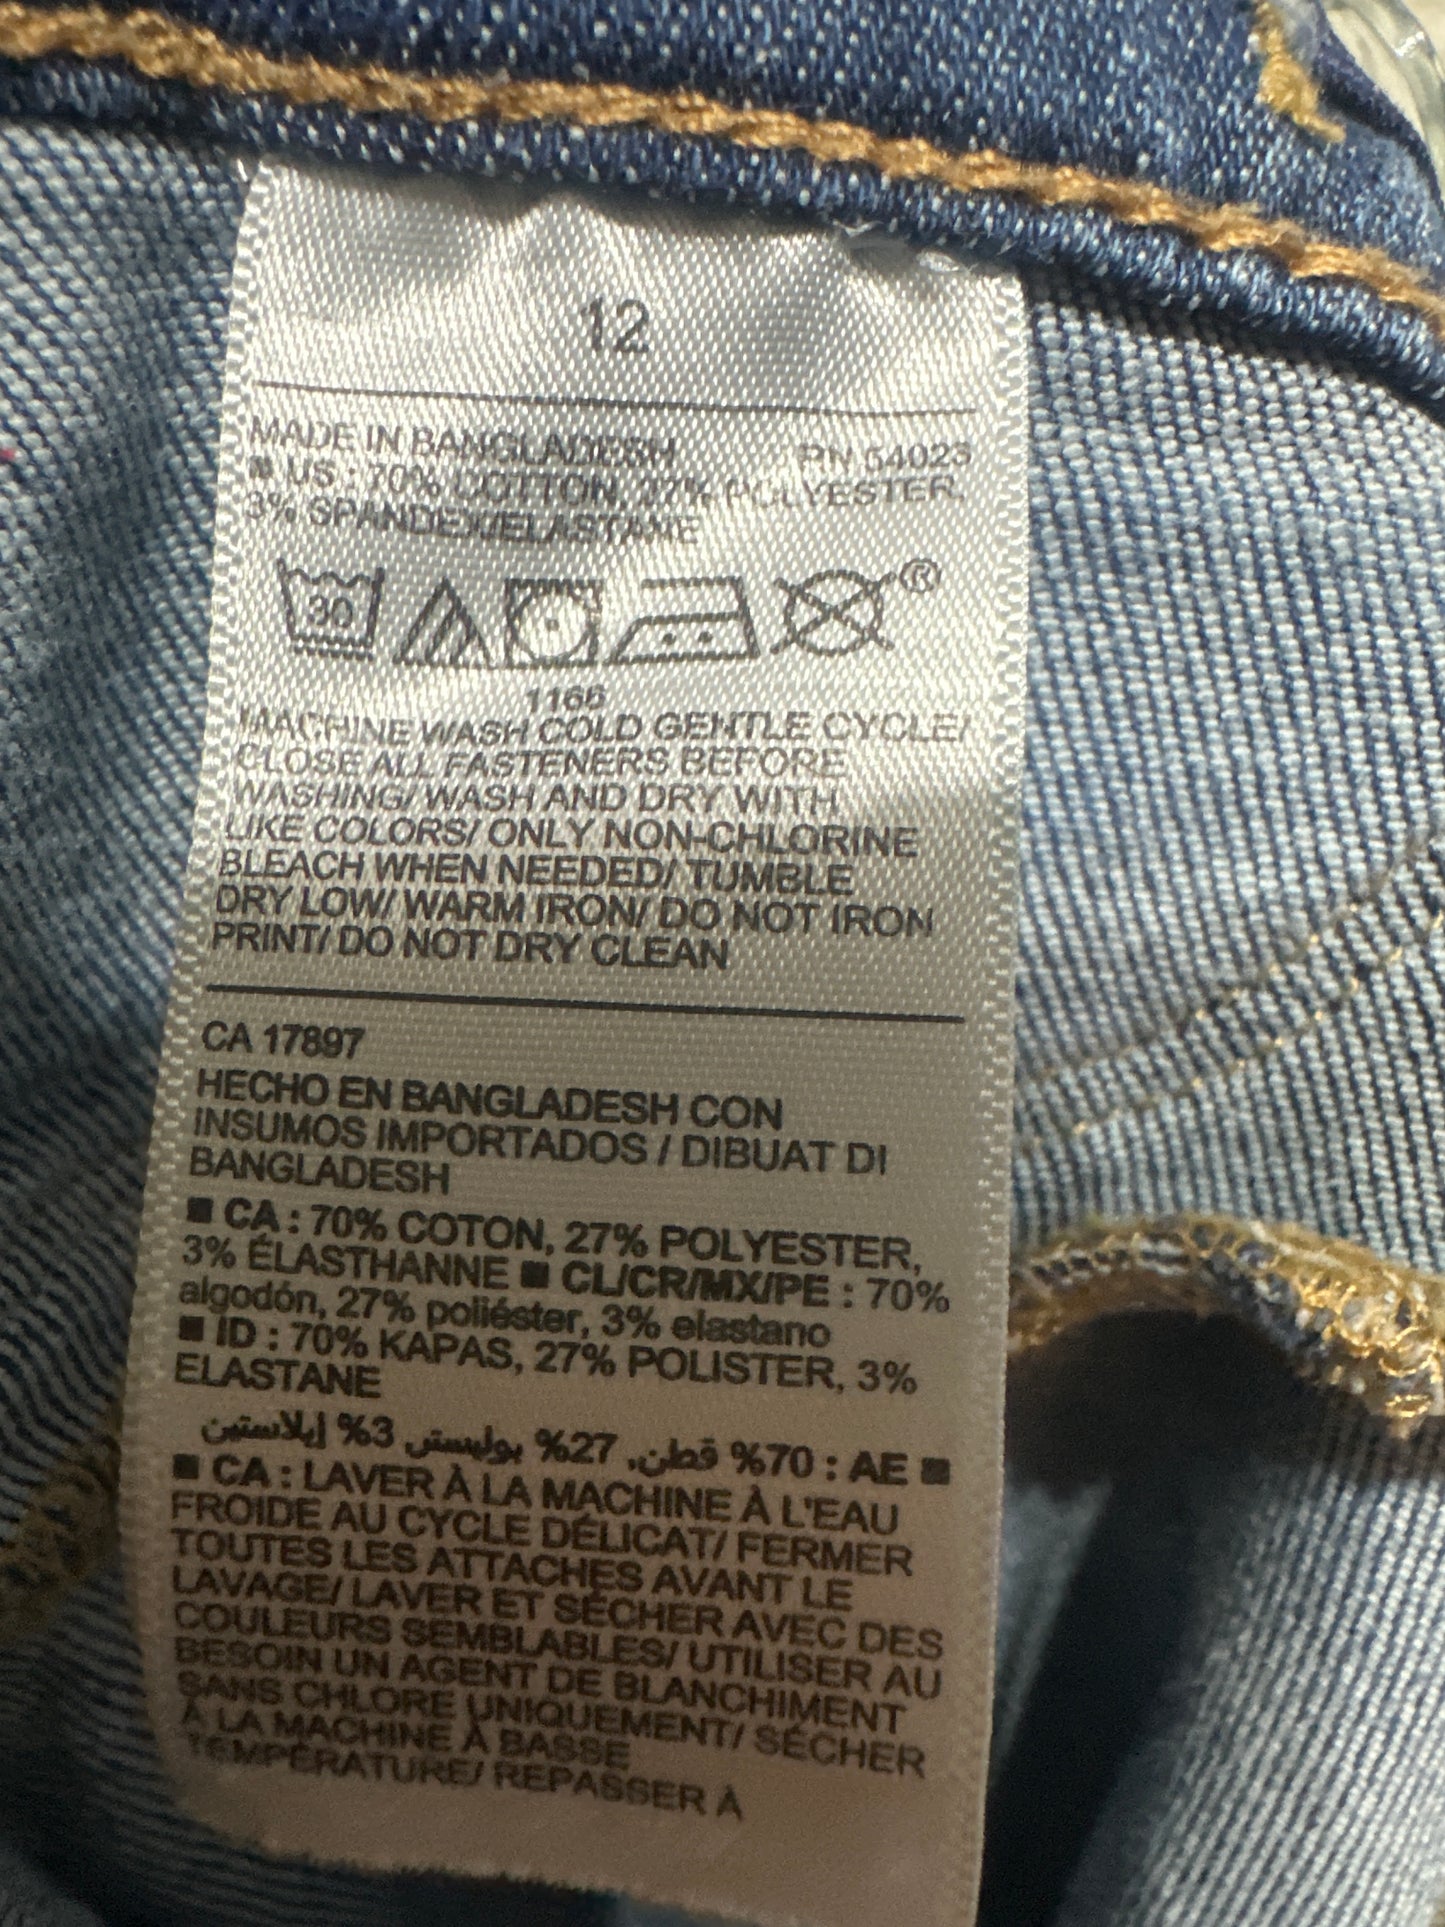 12
MADE IN BANGLADESH RN 54023
■ US : 70% COTTON, 27% POLYESTER,
3% SPANDEX/ELASTANE
30 ®
1166
MACHINE WASH COLD GENTLE CYCLE/
CLOSE ALL FASTENERS BEFORE
WASHING/ WASH AND DRY WITH
LIKE COLORS/ ONLY NON-CHLORINE
BLEACH WHEN NEEDED/ TUMBLE
DRY LOW/ WARM IRON/ DO NOT IRON
PRINT/ DO NOT DRY CLEAN
CA 17897
HECHO EN BANGLADESH CON
INSUMOS IMPORTADOS / DIBUAT DI
BANGLADESH
■ CA : 70% COTON, 27% POLYESTER,
3% ÉLASTHANNE ■ CL/CR/MX/PE : 70%
algodón, 27% poliéster, 3% elastano
■ ID : 70% KAPAS, 27% POLISTER, 3%
ELASTANE
■ AE : 70% قطن, 27% بوليستر, 3% إيلاستين
■ CA : LAVER À LA MACHINE À L'EAU
FROIDE AU CYCLE DÉLICAT/ FERMER
TOUTES LES ATTACHES AVANT LE
LAVAGE/ LAVER ET SÉCHER AVEC DES
COULEURS SEMBLABLES/ UTILISER AU
BESOIN UN AGENT DE BLANCHIMENT
SANS CHLORE UNIQUEMENT/ SÉCHER
À LA MACHINE À BASSE
TEMPÉRATURE/ REPASSER À